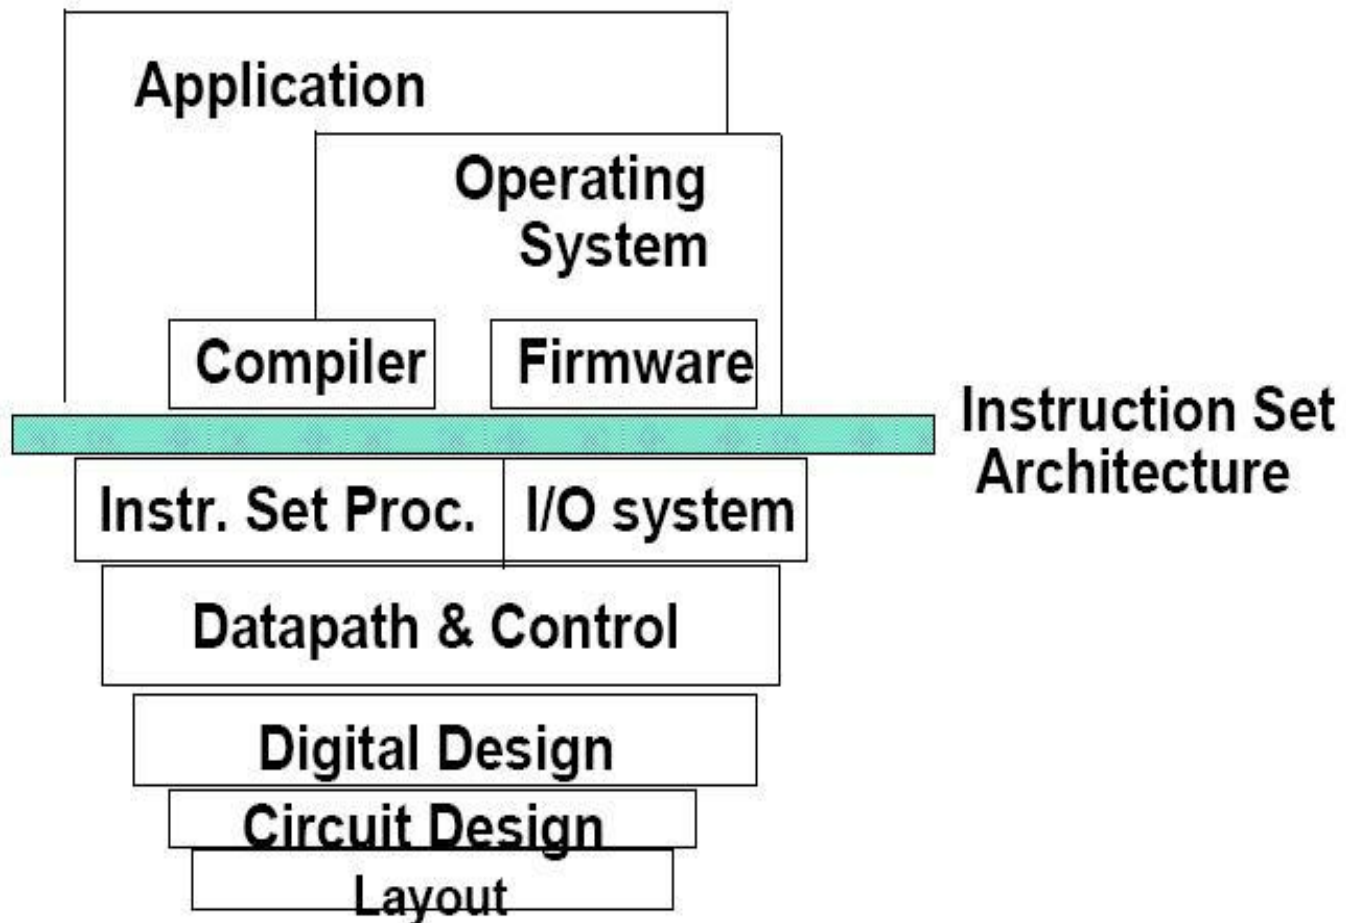 Application
Operating
System
Compiler
Firmware
Instruction Set
Architecture
Instr. Set Proc.
I/O system
Datapath & Control
Digital Design
Circuit Design
Layout